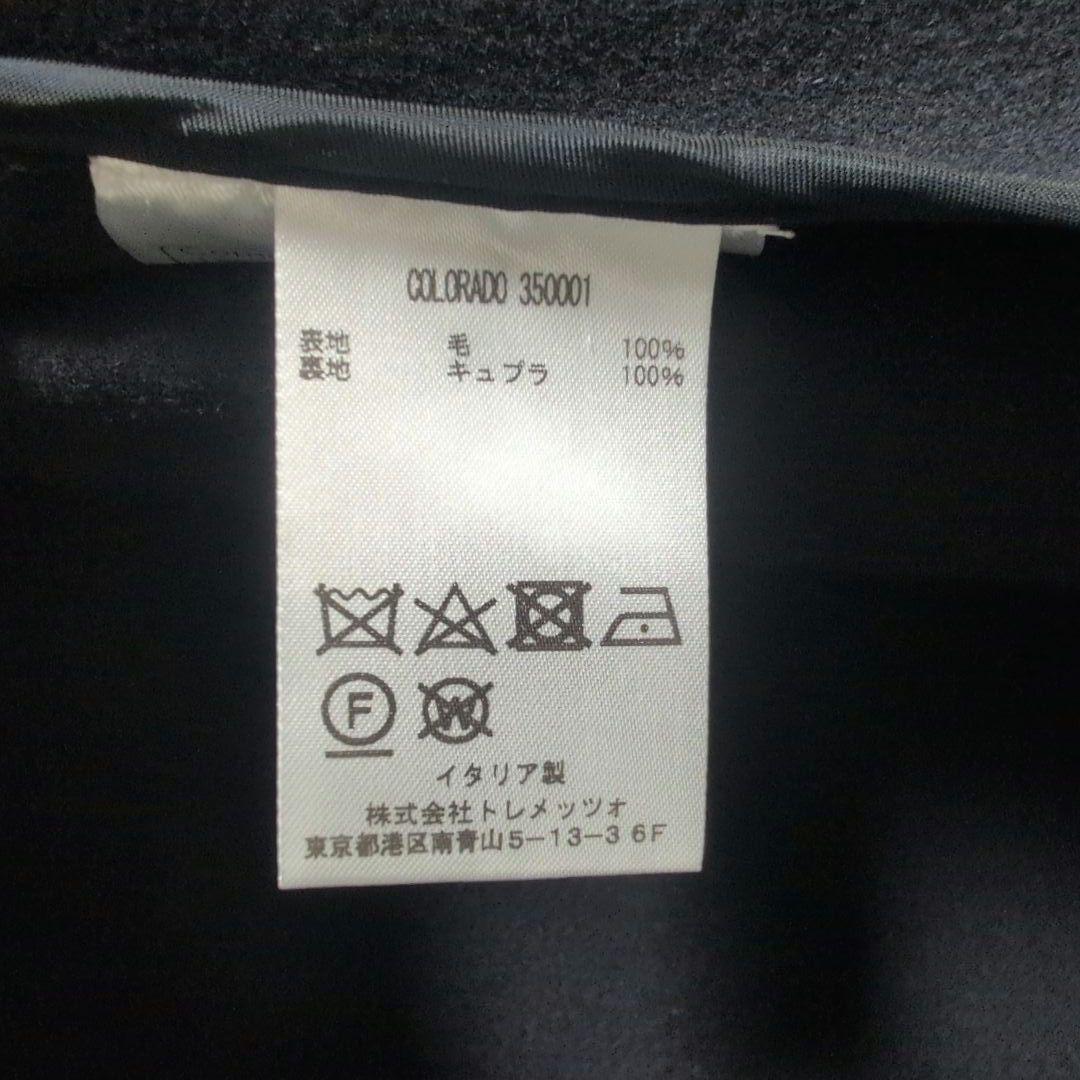 COLORADO 350001
表地 毛 100%
裏地 キュプラ 100%
F W
イタリア製
株式会社トレメッツォ
東京都港区南青山5-13-3 6F